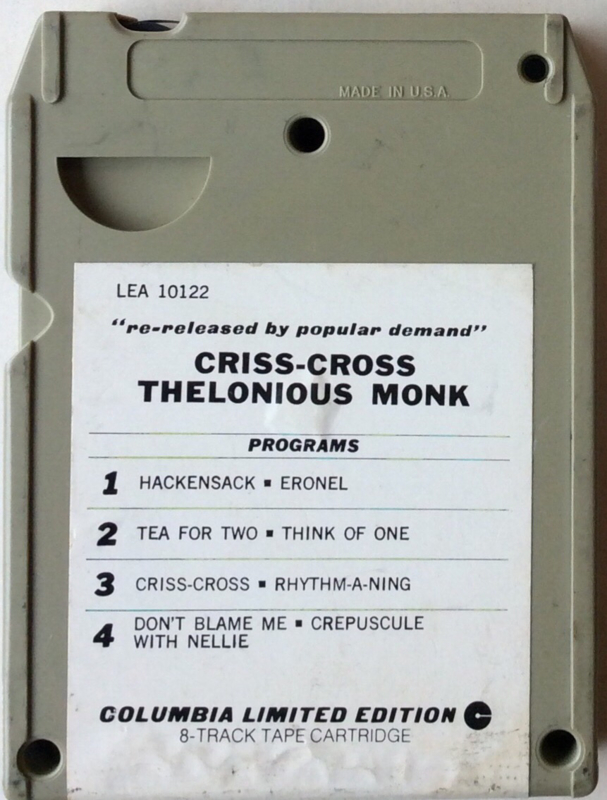 MADE IN U.S.A.
LEA 10122
"re-released by popular demand"
CRISS-CROSS
THELONIOUS MONK
PROGRAMS
1 HACKENSACK ▪ ERONEL
2 TEA FOR TWO ▪ THINK OF ONE
3 CRISS-CROSS ▪ RHYTHM-A-NING
4 DON'T BLAME ME ▪ CREPUSCULE
WITH NELLIE
COLUMBIA LIMITED EDITION
8-TRACK TAPE CARTRIDGE